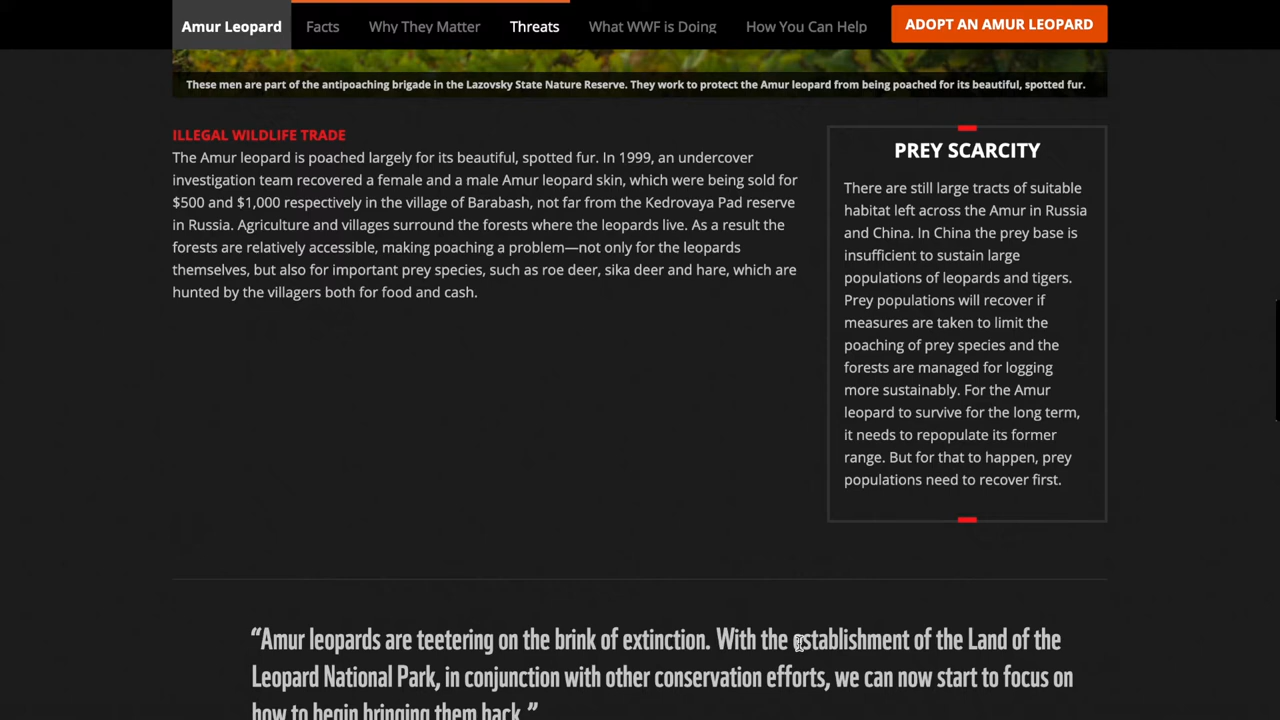 Amur Leopard Facts Why They Matter Threats What WWF is Doing How You Can Help ADOPT AN AMUR LEOPARD
These men are part of the antipoaching brigade in the Lazovsky State Nature Reserve. They work to protect the Amur leopard from being poached for its beautiful, spotted fur.
ILLEGAL WILDLIFE TRADE
The Amur leopard is poached largely for its beautiful, spotted fur. In 1999, an undercover
investigation team recovered a female and a male Amur leopard skin, which were being sold for
$500 and $1,000 respectively in the village of Barabash, not far from the Kedrovaya Pad reserve
in Russia. Agriculture and villages surround the forests where the leopards live. As a result the
forests are relatively accessible, making poaching a problem—not only for the leopards
themselves, but also for important prey species, such as roe deer, sika deer and hare, which are
hunted by the villagers both for food and cash.
PREY SCARCITY
There are still large tracts of suitable
habitat left across the Amur in Russia
and China. In China the prey base is
insufficient to sustain large
populations of leopards and tigers.
Prey populations will recover if
measures are taken to limit the
poaching of prey species and the
forests are managed for logging
more sustainably. For the Amur
leopard to survive for the long term,
it needs to repopulate its former
range. But for that to happen, prey
populations need to recover first.
“Amur leopards are teetering on the brink of extinction. With the establishment of the Land of the
Leopard National Park, in conjunction with other conservation efforts, we can now start to focus on
how to begin bringing them back.”